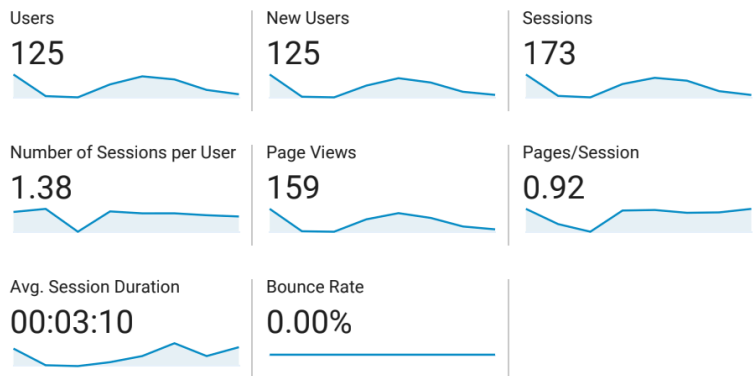 Users
125
New Users
125
Sessions
173
Number of Sessions per User
1.38
Page Views
159
Pages/Session
0.92
Avg. Session Duration
00:03:10
Bounce Rate
0.00%